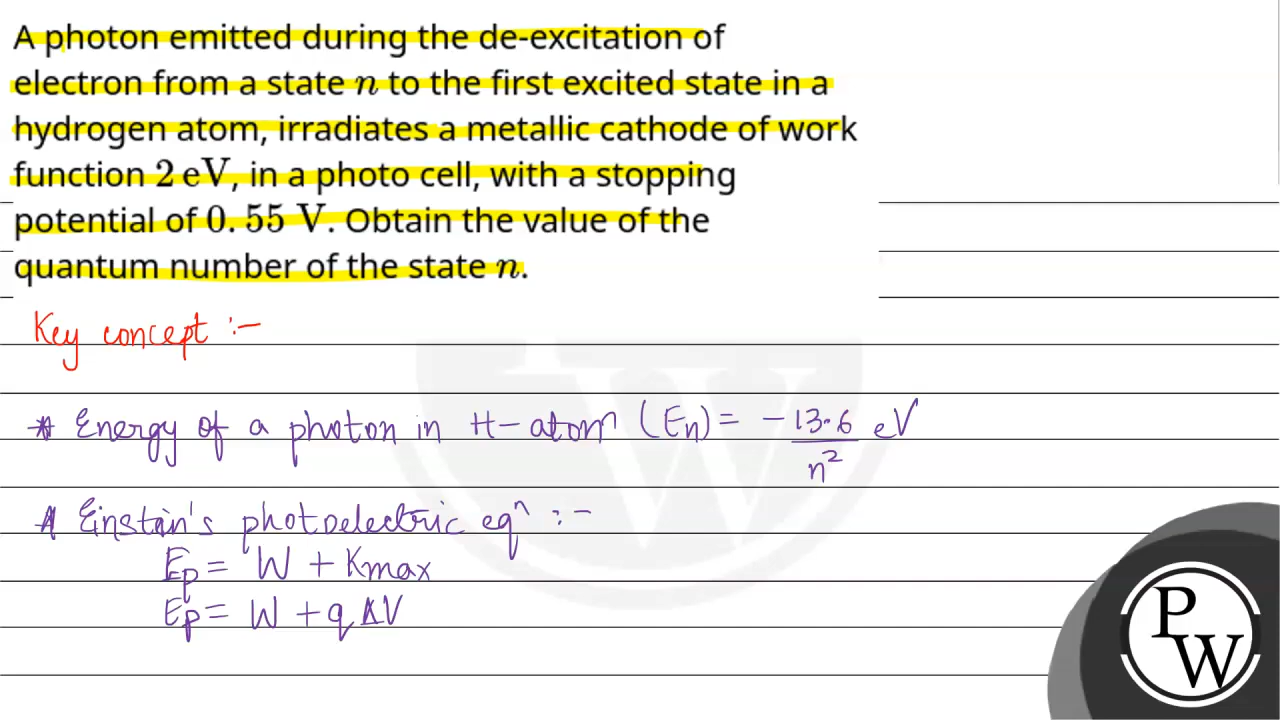 A photon emitted during the de-excitation of
electron from a state n to the first excited state in a
hydrogen atom, irradiates a metallic cathode of work
function 2 eV, in a photo cell, with a stopping
potential of 0.55 V. Obtain the value of the
quantum number of the state n.
Key concept :-
* Energy of a photon in H-atom (En) = -13.6/n² eV
* Einstein's photoelectric eqⁿ :-
Ep = W + Kmax
Ep = W + qΔV
PW